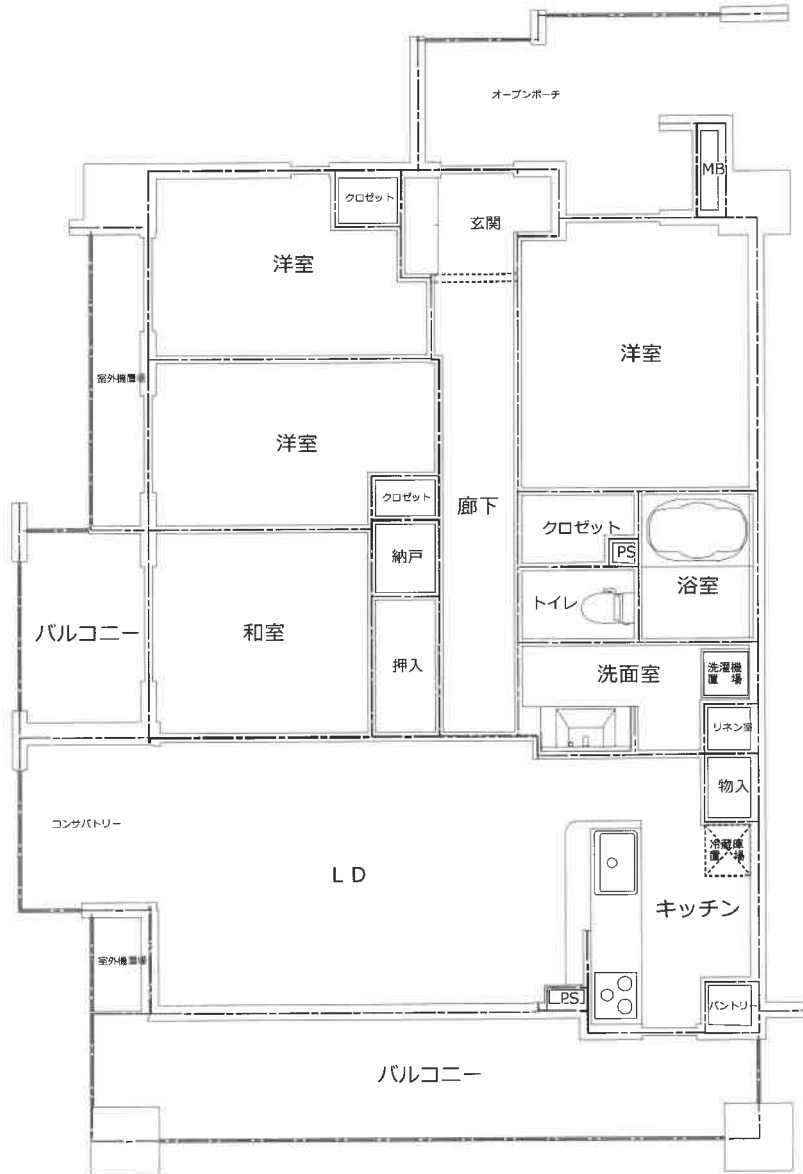 オープンポーチ
MB
クロゼット
玄関
洋室
洋室
室外機置場
洋室
クロゼット
廊下
クロゼット
PS
納戸
浴室
トイレ
バルコニー
和室
押入
洗面室
洗濯機
置場
リネン室
物入
コンサバトリー
冷蔵庫
置場
LD
キッチン
室外機置場
PS
パントリー
バルコニー